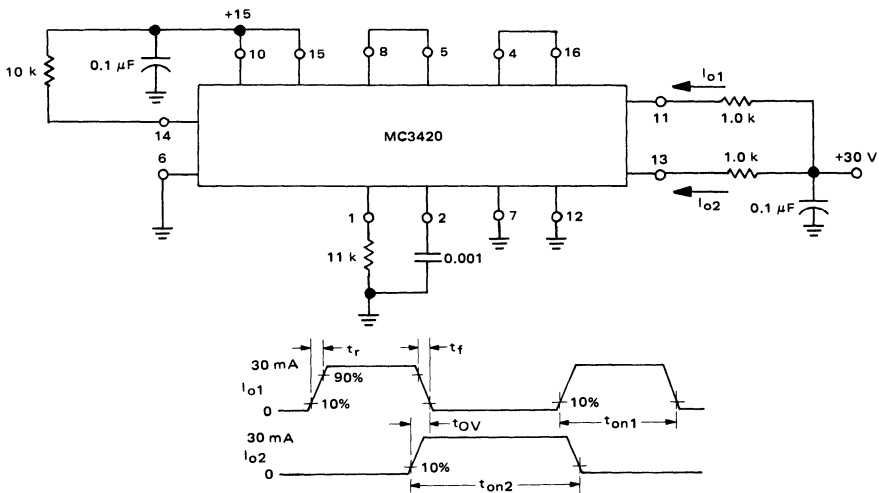 +15
10 k
0.1 µF
10
15
8
5
4
16
14
6
MC3420
Io1
11
1.0 k
13
1.0 k
+30 V
Io2
0.1 µF
1
2
7
12
11 k
0.001
30 mA
Io1
0
tr
tf
90%
10%
10%
ton1
tOV
30 mA
Io2
0
10%
ton2